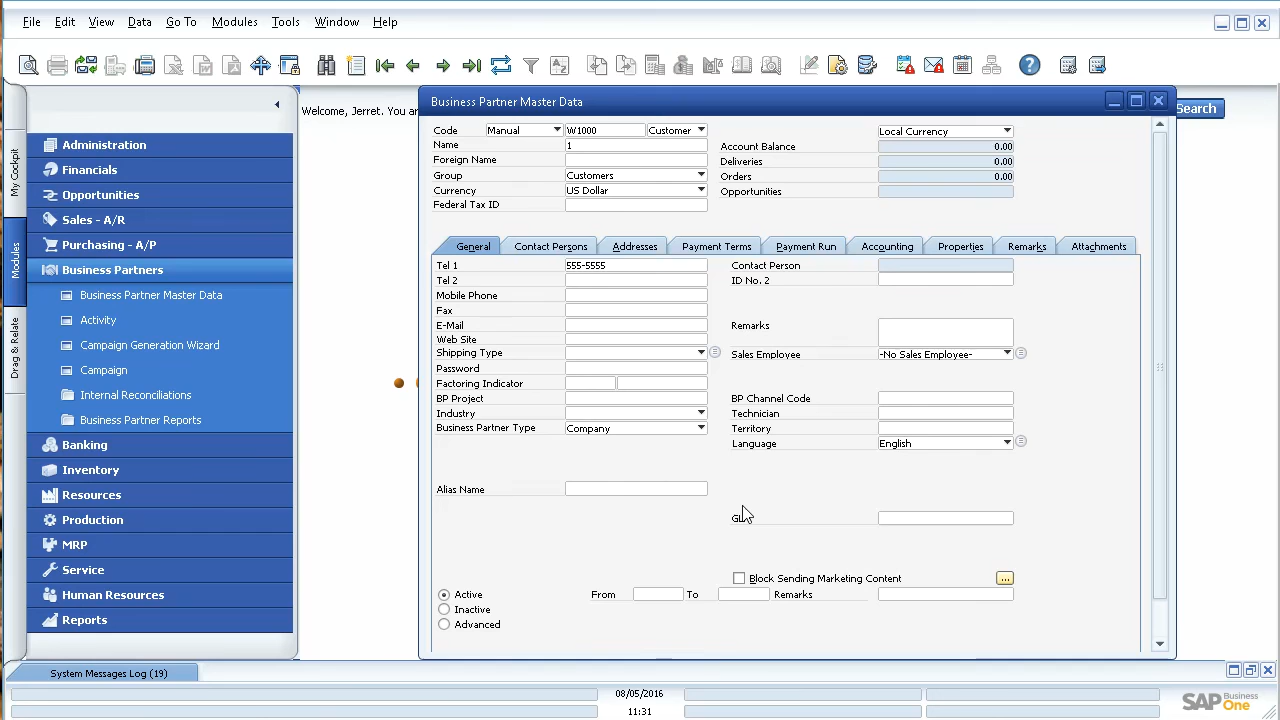 File Edit View Data Go To Modules Tools Window Help
Welcome, Jerret. You
Search
My Cockpit
Modules
Drag & Relate
Administration
Financials
Opportunities
Sales - A/R
Purchasing - A/P
Business Partners
Business Partner Master Data
Activity
Campaign Generation Wizard
Campaign
Internal Reconciliations
Business Partner Reports
Banking
Inventory
Resources
Production
MRP
Service
Human Resources
Reports
Business Partner Master Data
Code Manual W1000 Customer Local Currency
Name 1 Account Balance 0.00
Foreign Name Deliveries 0.00
Group Customers Orders 0.00
Currency US Dollar Opportunities
Federal Tax ID
General Contact Persons Addresses Payment Terms Payment Run Accounting Properties Remarks Attachments
Tel 1 555-5555 Contact Person
Tel 2 ID No. 2
Mobile Phone
Fax
E-Mail Remarks
Web Site
Shipping Type Sales Employee -No Sales Employee-
Password
Factoring Indicator
BP Project BP Channel Code
Industry Technician
Business Partner Type Company Territory
Language English
Alias Name
Block Sending Marketing Content ...
Active From To Remarks
Inactive
Advanced
System Messages Log (19)
08/05/2016
11:31
SAP Business One